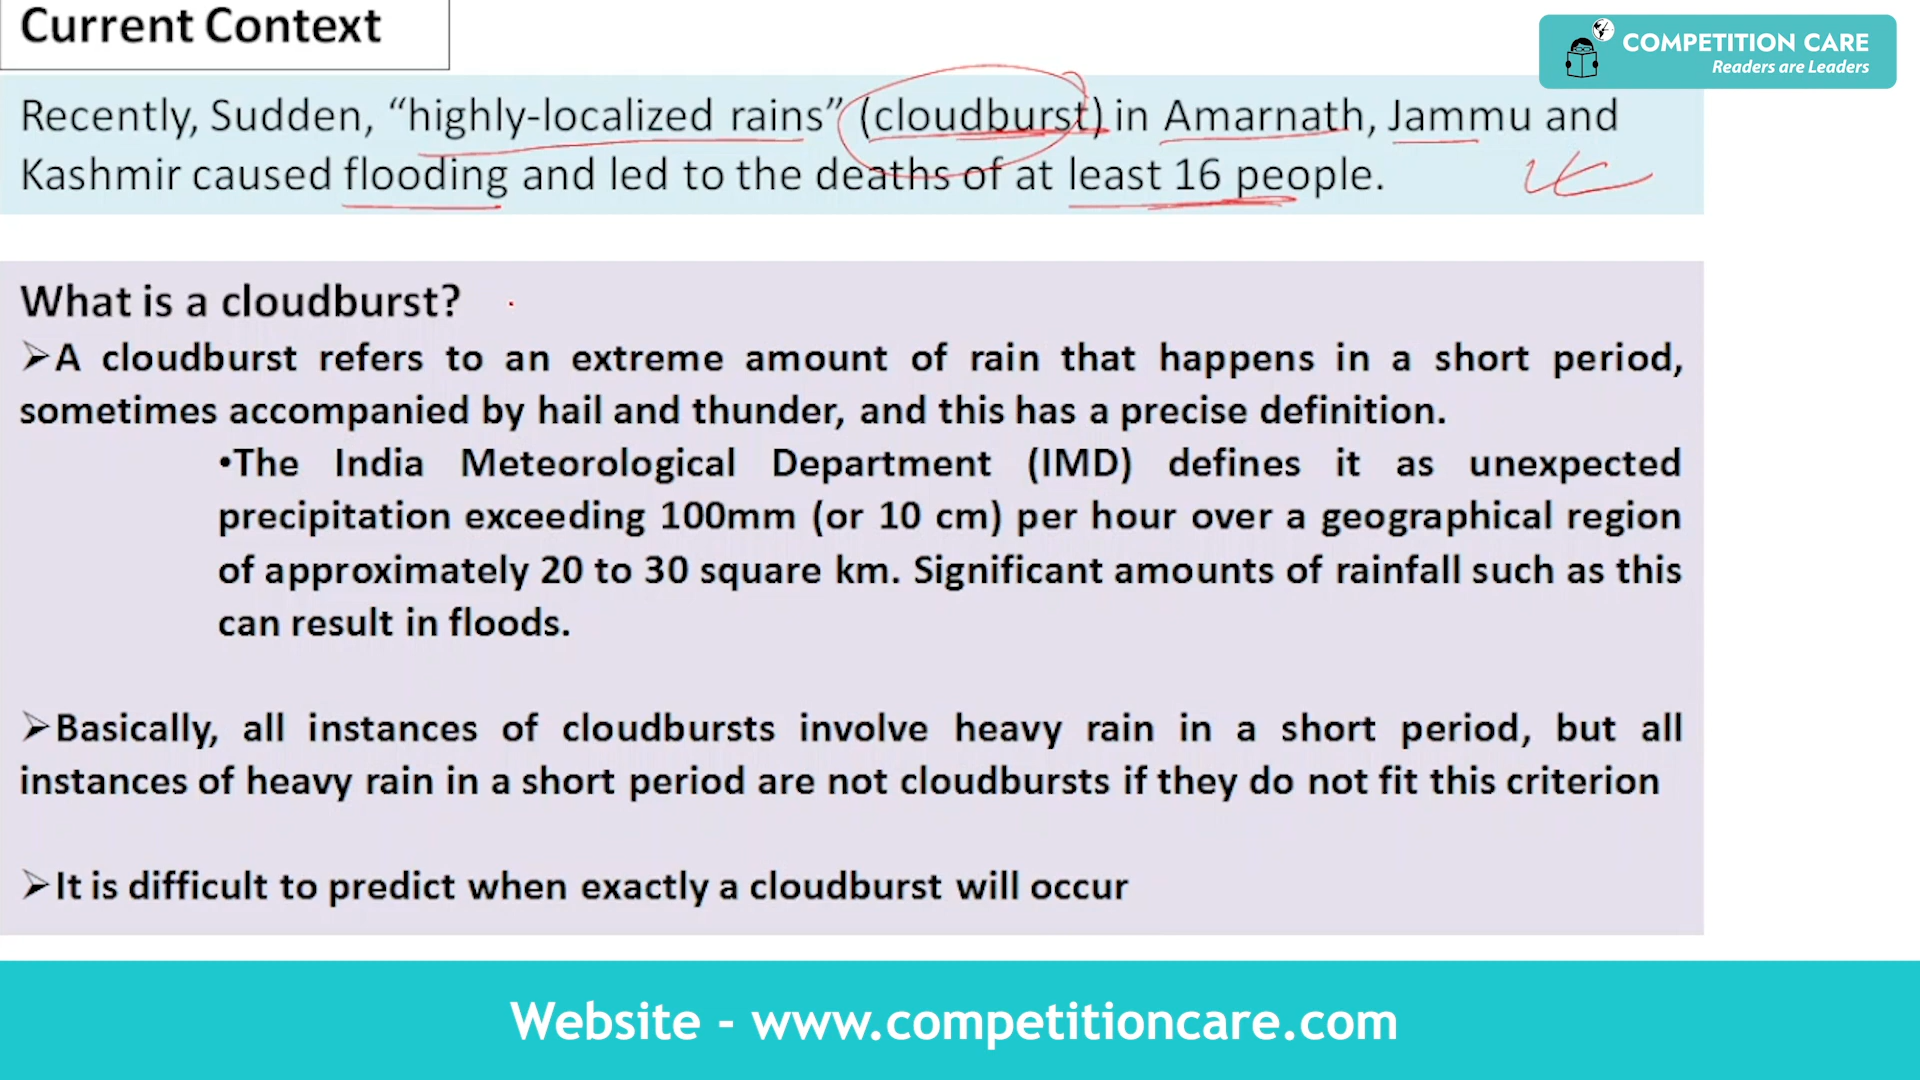 Current Context
COMPETITION CARE
Readers are Leaders
Recently, Sudden, “highly-localized rains” (cloudburst) in Amarnath, Jammu and
Kashmir caused flooding and led to the deaths of at least 16 people.
What is a cloudburst?
➢A cloudburst refers to an extreme amount of rain that happens in a short period,
sometimes accompanied by hail and thunder, and this has a precise definition.
•The India Meteorological Department (IMD) defines it as unexpected
precipitation exceeding 100mm (or 10 cm) per hour over a geographical region
of approximately 20 to 30 square km. Significant amounts of rainfall such as this
can result in floods.
➢Basically, all instances of cloudbursts involve heavy rain in a short period, but all
instances of heavy rain in a short period are not cloudbursts if they do not fit this criterion
➢It is difficult to predict when exactly a cloudburst will occur
Website - www.competitioncare.com